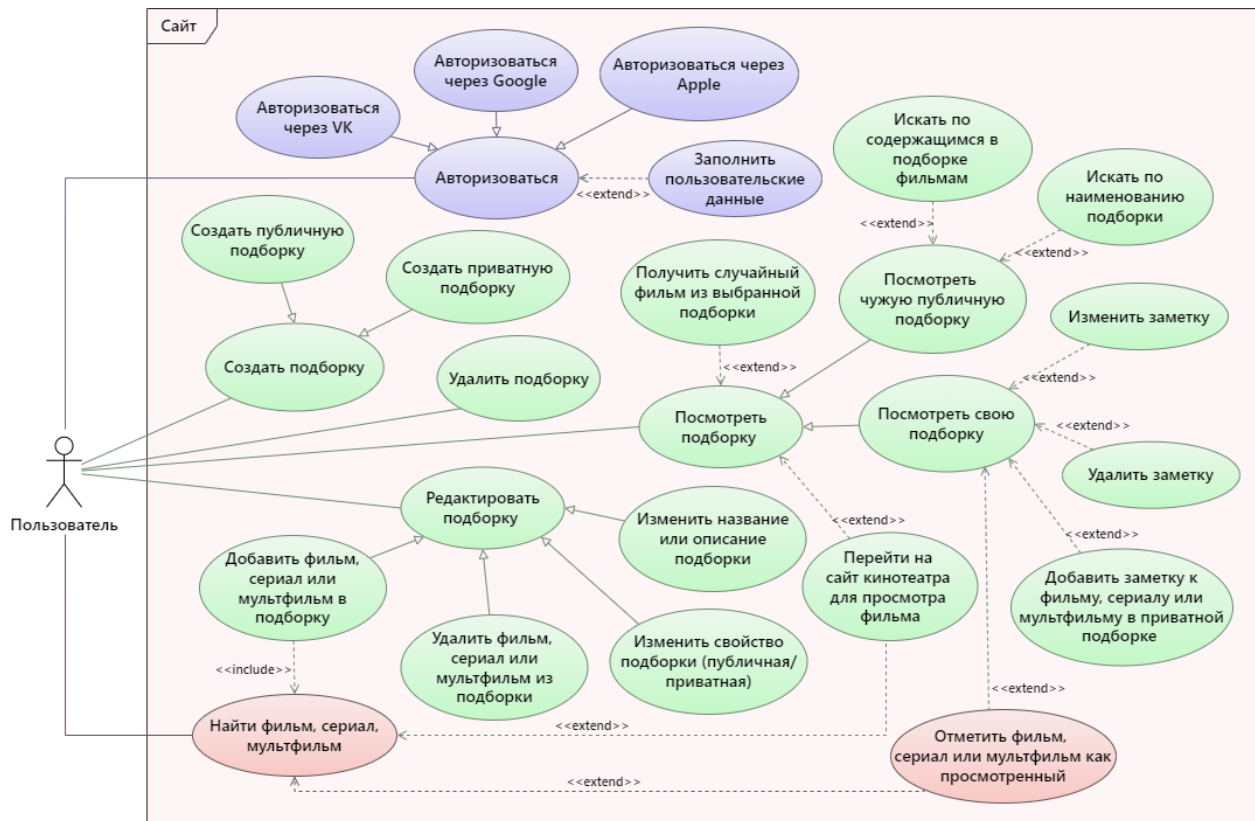 Сайт
Авторизоваться
через VK
Авторизоваться
через Google
Авторизоваться через
Apple
Авторизоваться
Заполнить
пользовательские
данные
<<extend>>
Искать по
содержащимся в
подборке
фильмам
Искать по
наименованию
подборки
<<extend>>
<<extend>>
Создать публичную
подборку
Создать приватную
подборку
Получить случайный
фильм из выбранной
подборки
Посмотреть
чужую публичную
подборку
Изменить заметку
Создать подборку
Удалить подборку
<<extend>>
<<extend>>
Посмотреть
подборку
Посмотреть свою
подборку
<<extend>>
Удалить заметку
Пользователь
Редактировать
подборку
Изменить название
или описание
подборки
<<extend>>
<<extend>>
Добавить фильм,
сериал или
мультфильм в
подборку
Перейти на
сайт кинотеатра
для просмотра
фильма
Добавить заметку к
фильму, сериалу или
мультфильму в приватной
подборке
Удалить фильм,
сериал или
мультфильм из
подборки
Изменить свойство
подборки (публичная/
приватная)
<<include>>
<<extend>>
Найти фильм, сериал,
мультфильм
<<extend>>
Отметить фильм,
сериал или мультфильм как
просмотренный
<<extend>>